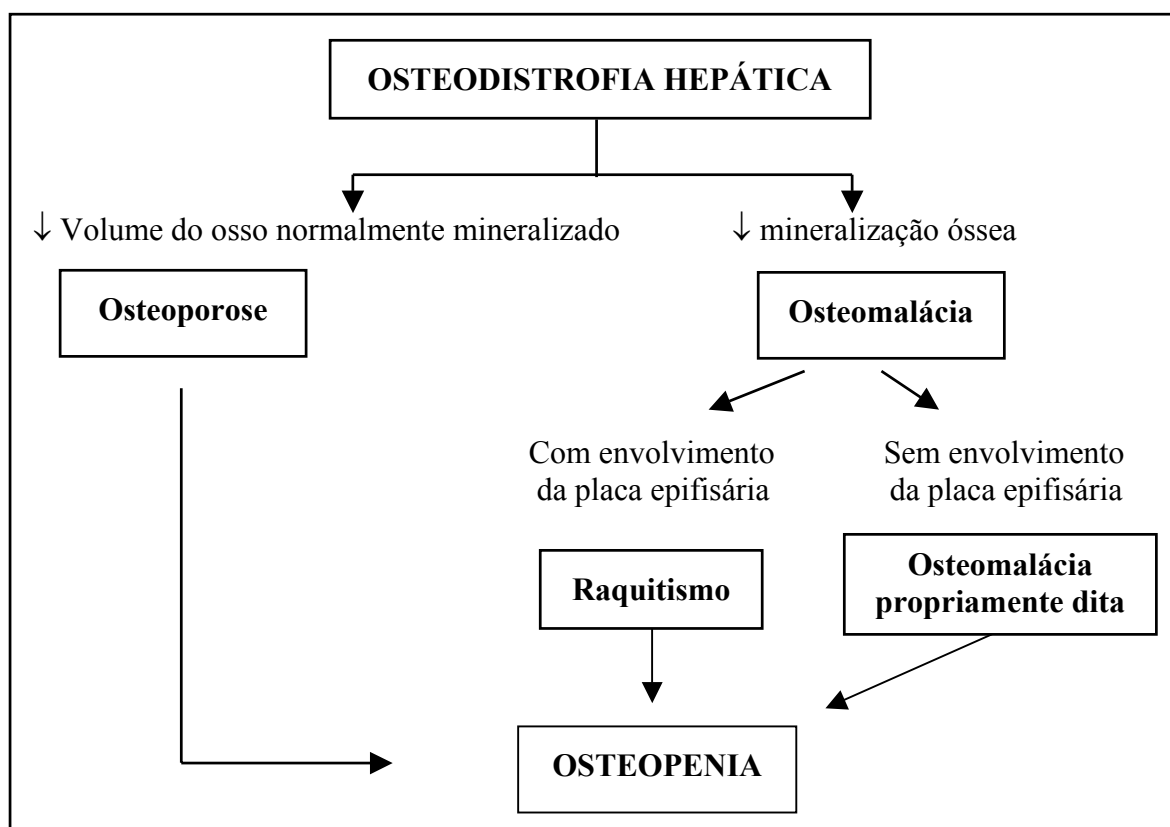 OSTEODISTROFIA HEPÁTICA
↓ Volume do osso normalmente mineralizado
↓ mineralização óssea
Osteoporose
Osteomalácia
Com envolvimento
da placa epifisária
Sem envolvimento
da placa epifisária
Raquitismo
Osteomalácia
propriamente dita
OSTEOPENIA